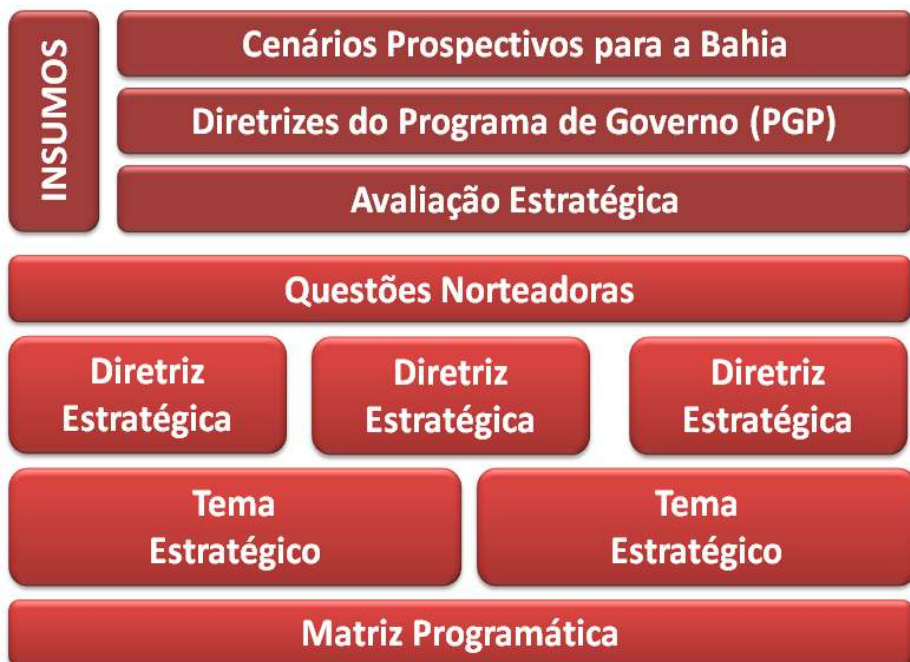 INSUMOS
Cenários Prospectivos para a Bahia
Diretrizes do Programa de Governo (PGP)
Avaliação Estratégica
Questões Norteadoras
Diretriz
Estratégica
Diretriz
Estratégica
Diretriz
Estratégica
Tema
Estratégico
Tema
Estratégico
Matriz Programática